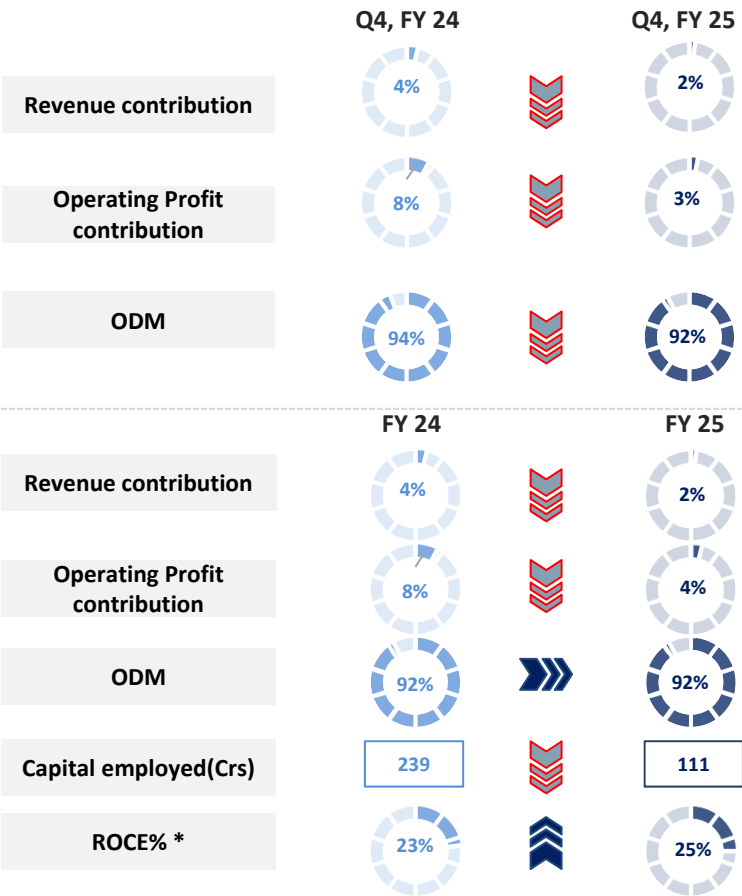 Q4, FY 24
Q4, FY 25
Revenue contribution
4%
2%
Operating Profit
contribution
8%
3%
ODM
94%
92%
FY 24
FY 25
Revenue contribution
4%
2%
Operating Profit
contribution
8%
4%
ODM
92%
92%
Capital employed(Crs)
239
111
ROCE% *
23%
25%